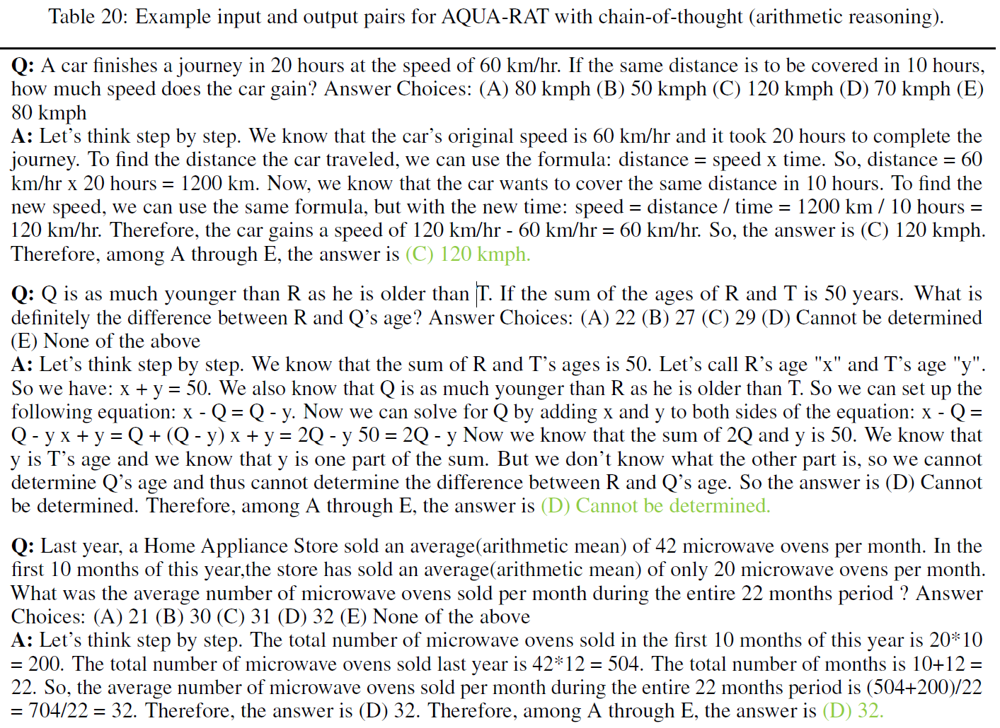 Table 20: Example input and output pairs for AQUA-RAT with chain-of-thought (arithmetic reasoning).
Q: A car finishes a journey in 20 hours at the speed of 60 km/hr. If the same distance is to be covered in 10 hours,
how much speed does the car gain? Answer Choices: (A) 80 kmph (B) 50 kmph (C) 120 kmph (D) 70 kmph (E)
80 kmph
A: Let's think step by step. We know that the car's original speed is 60 km/hr and it took 20 hours to complete the
journey. To find the distance the car traveled, we can use the formula: distance = speed x time. So, distance = 60
km/hr x 20 hours = 1200 km. Now, we know that the car wants to cover the same distance in 10 hours. To find the
new speed, we can use the same formula, but with the new time: speed = distance / time = 1200 km / 10 hours =
120 km/hr. Therefore, the car gains a speed of 120 km/hr - 60 km/hr = 60 km/hr. So, the answer is (C) 120 kmph.
Therefore, among A through E, the answer is (C) 120 kmph.
Q: Q is as much younger than R as he is older than T. If the sum of the ages of R and T is 50 years. What is
definitely the difference between R and Q's age? Answer Choices: (A) 22 (B) 27 (C) 29 (D) Cannot be determined
(E) None of the above
A: Let's think step by step. We know that the sum of R and T's ages is 50. Let's call R's age "x" and T's age "y".
So we have: x + y = 50. We also know that Q is as much younger than R as he is older than T. So we can set up the
following equation: x - Q = Q - y. Now we can solve for Q by adding x and y to both sides of the equation: x - Q =
Q - y x + y = Q + (Q - y) x + y = 2Q - y 50 = 2Q - y Now we know that the sum of 2Q and y is 50. We know that
y is T's age and we know that y is one part of the sum. But we don't know what the other part is, so we cannot
determine Q's age and thus cannot determine the difference between R and Q's age. So the answer is (D) Cannot
be determined. Therefore, among A through E, the answer is (D) Cannot be determined.
Q: Last year, a Home Appliance Store sold an average(arithmetic mean) of 42 microwave ovens per month. In the
first 10 months of this year,the store has sold an average(arithmetic mean) of only 20 microwave ovens per month.
What was the average number of microwave ovens sold per month during the entire 22 months period ? Answer
Choices: (A) 21 (B) 30 (C) 31 (D) 32 (E) None of the above
A: Let's think step by step. The total number of microwave ovens sold in the first 10 months of this year is 20*10
= 200. The total number of microwave ovens sold last year is 42*12 = 504. The total number of months is 10+12 =
22. So, the average number of microwave ovens sold per month during the entire 22 months period is (504+200)/22
= 704/22 = 32. Therefore, the answer is (D) 32. Therefore, among A through E, the answer is (D) 32.